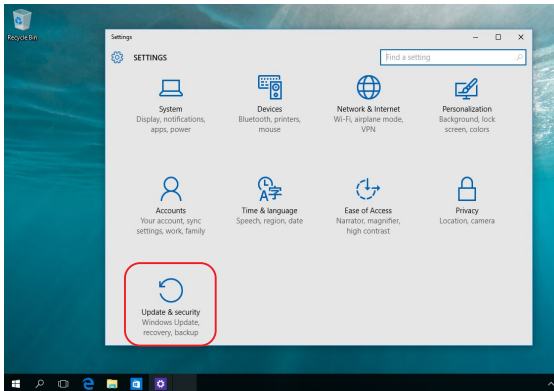 Recycle Bin
Settings
SETTINGS
Find a setting
System
Display, notifications,
apps, power
Devices
Bluetooth, printers,
mouse
Network & Internet
Wi-Fi, airplane mode,
VPN
Personalization
Background, lock
screen, colors
Accounts
Your account, sync
settings, work, family
Time & language
Speech, region, date
Ease of Access
Narrator, magnifier,
high contrast
Privacy
Location, camera
Update & security
Windows Update,
recovery, backup